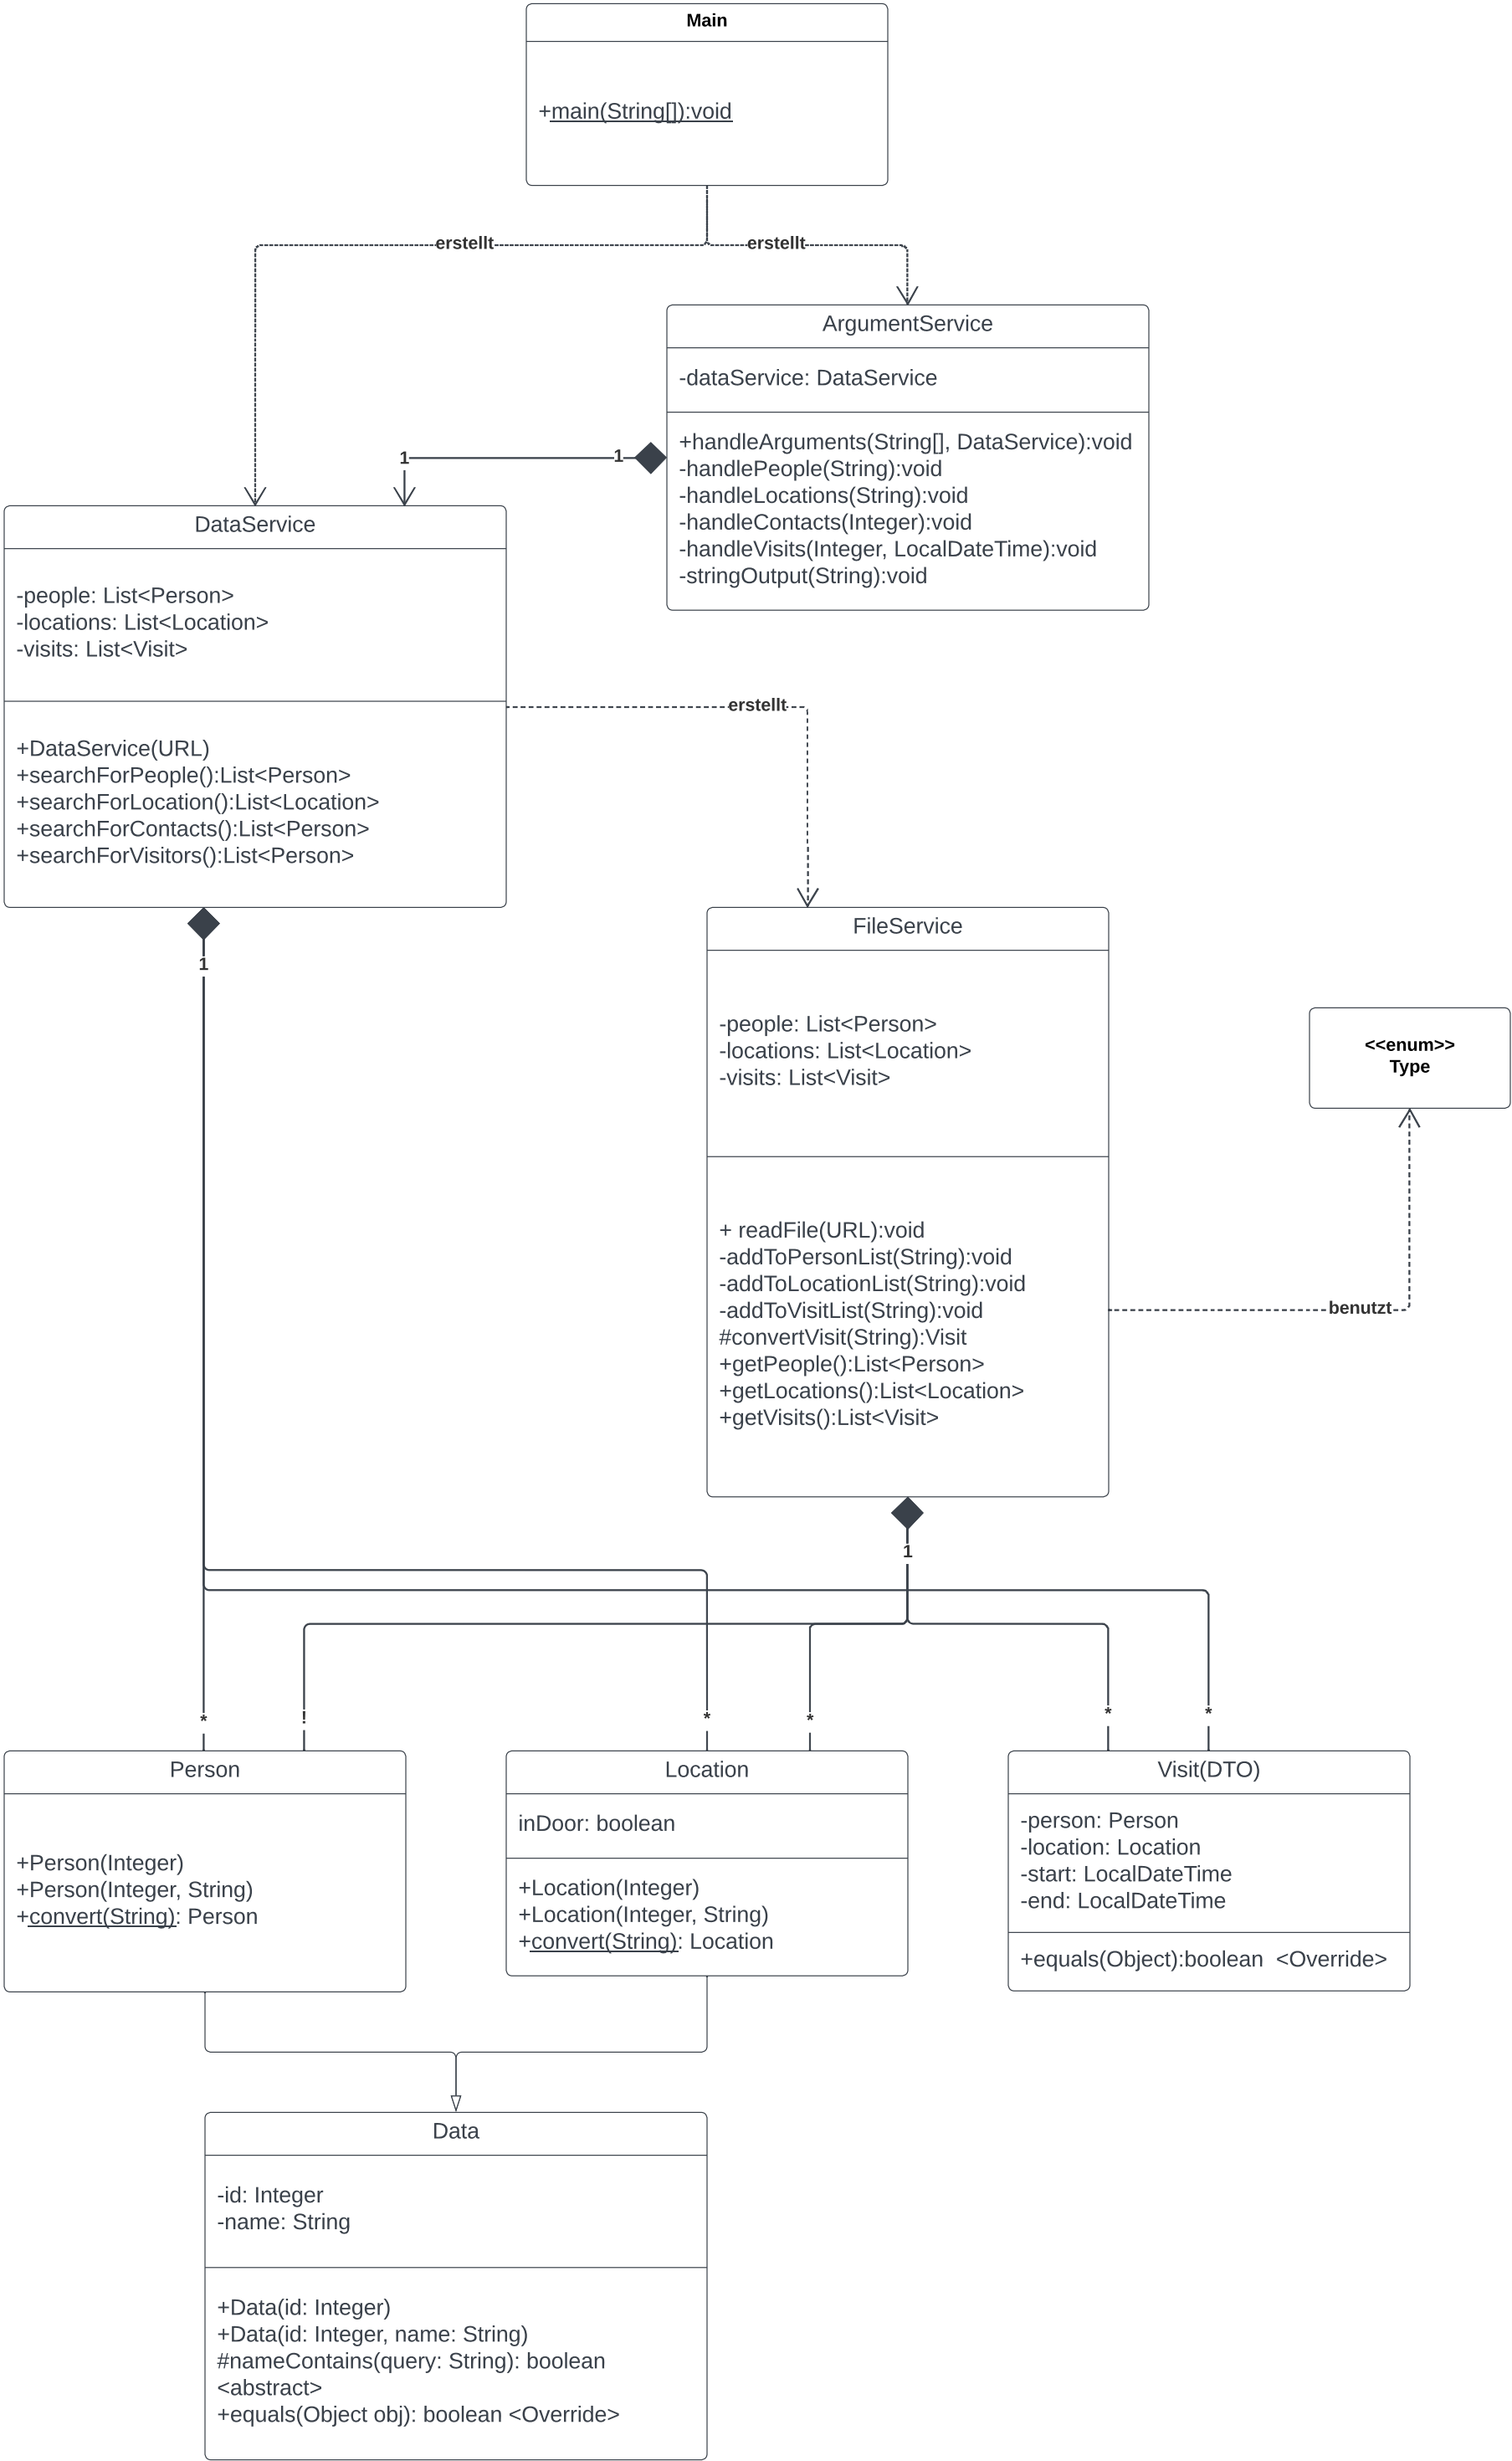 Main
+main(String[]):void
erstellt
erstellt
ArgumentService
-dataService: DataService
+handleArguments(String[], DataService):void
-handlePeople(String):void
-handleLocations(String):void
-handleContacts(Integer):void
-handleVisits(Integer, LocalDateTime):void
-stringOutput(String):void
1
1
DataService
-people: List<Person>
-locations: List<Location>
-visits: List<Visit>
+DataService(URL)
+searchForPeople():List<Person>
+searchForLocation():List<Location>
+searchForContacts():List<Person>
+searchForVisitors():List<Person>
erstellt
1
FileService
-people: List<Person>
-locations: List<Location>
-visits: List<Visit>
+ readFile(URL):void
-addToPersonList(String):void
-addToLocationList(String):void
-addToVisitList(String):void
#convertVisit(String):Visit
+getPeople():List<Person>
+getLocations():List<Location>
+getVisits():List<Visit>
<<enum>>
Type
benutzt
1
*
!
*
*
*
*
Person
+Person(Integer)
+Person(Integer, String)
+convert(String): Person
Location
inDoor: boolean
+Location(Integer)
+Location(Integer, String)
+convert(String): Location
Visit(DTO)
-person: Person
-location: Location
-start: LocalDateTime
-end: LocalDateTime
+equals(Object):boolean  <Override>
Data
-id: Integer
-name: String
+Data(id: Integer)
+Data(id: Integer, name: String)
#nameContains(query: String): boolean
<abstract>
+equals(Object obj): boolean <Override>